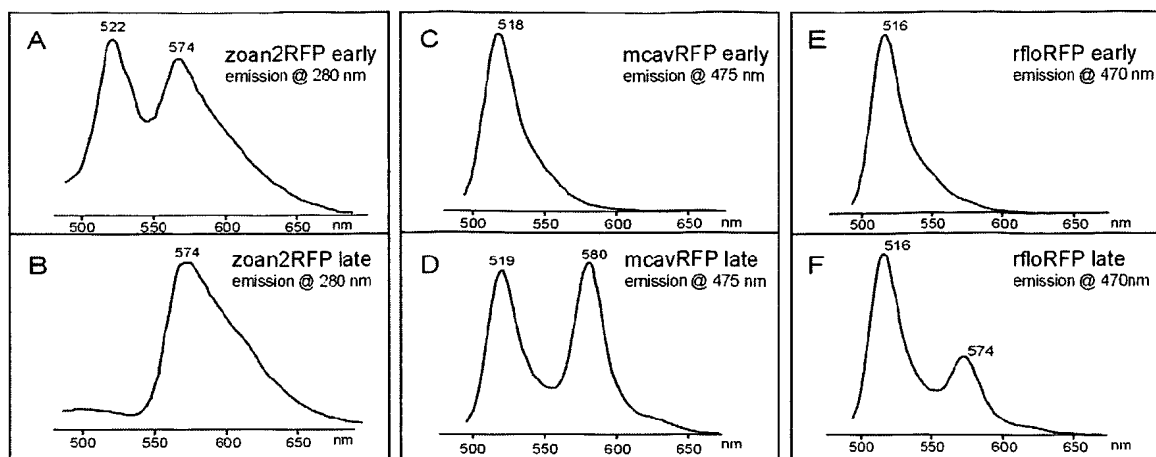 A
522
574
zoan2RFP early
emission @ 280 nm
500 550 600 650 nm
B
574
zoan2RFP late
emission @ 280 nm
500 550 600 650 nm
C
518
mcavRFP early
emission @ 475 nm
500 550 600 650 nm
D
519
580
mcavRFP late
emission @ 475 nm
500 550 600 650 nm
E
516
rfloRFP early
emission @ 470 nm
500 550 600 650 nm
F
516
574
rfloRFP late
emission @ 470nm
500 550 600 650 nm